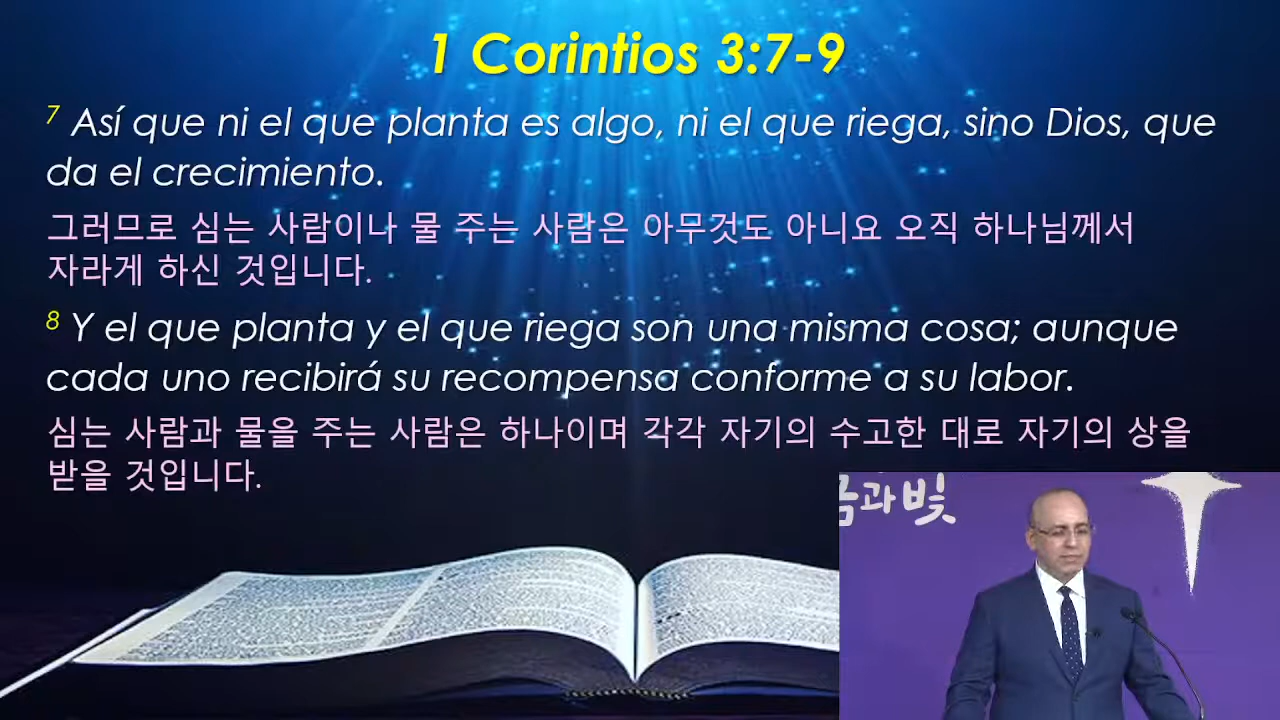 1 Corintios 3:7-9
7 Así que ni el que planta es algo, ni el que riega, sino Dios, que
da el crecimiento.
그러므로 심는 사람이나 물 주는 사람은 아무것도 아니요 오직 하나님께서
자라게 하신 것입니다.
8 Y el que planta y el que riega son una misma cosa; aunque
cada uno recibirá su recompensa conforme a su labor.
심는 사람과 물을 주는 사람은 하나이며 각각 자기의 수고한 대로 자기의 상을
받을 것입니다.
과빛